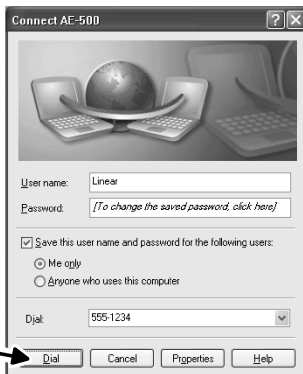 Connect AE-500
User name: Linear
Password: [To change the saved password, click here]
Save this user name and password for the following users:
Me only
Anyone who uses this computer
Dial: 555-1234
Dial Cancel Properties Help